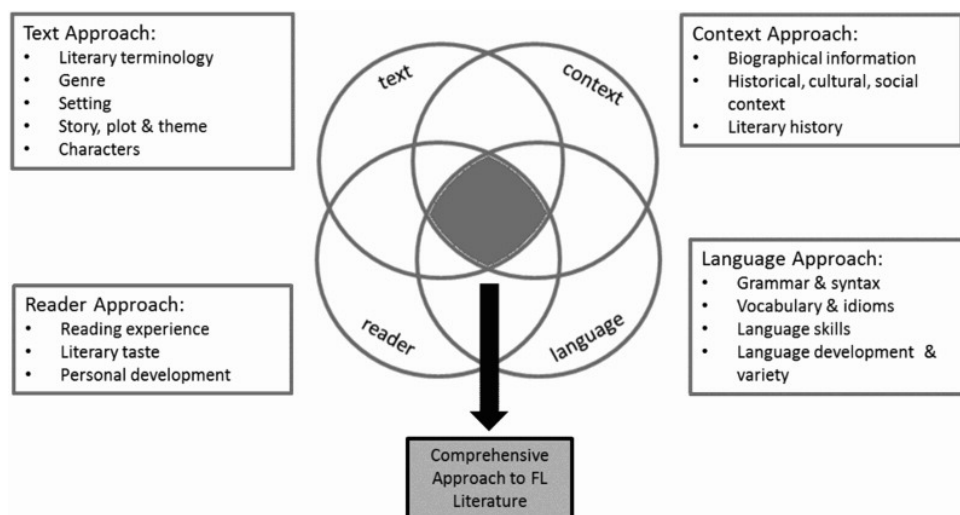 Text Approach:
• Literary terminology
• Genre
• Setting
• Story, plot & theme
• Characters
text
context
Context Approach:
• Biographical information
• Historical, cultural, social
context
• Literary history
Reader Approach:
• Reading experience
• Literary taste
• Personal development
reader
language
Language Approach:
• Grammar & syntax
• Vocabulary & idioms
• Language skills
• Language development &
variety
Comprehensive
Approach to FL
Literature